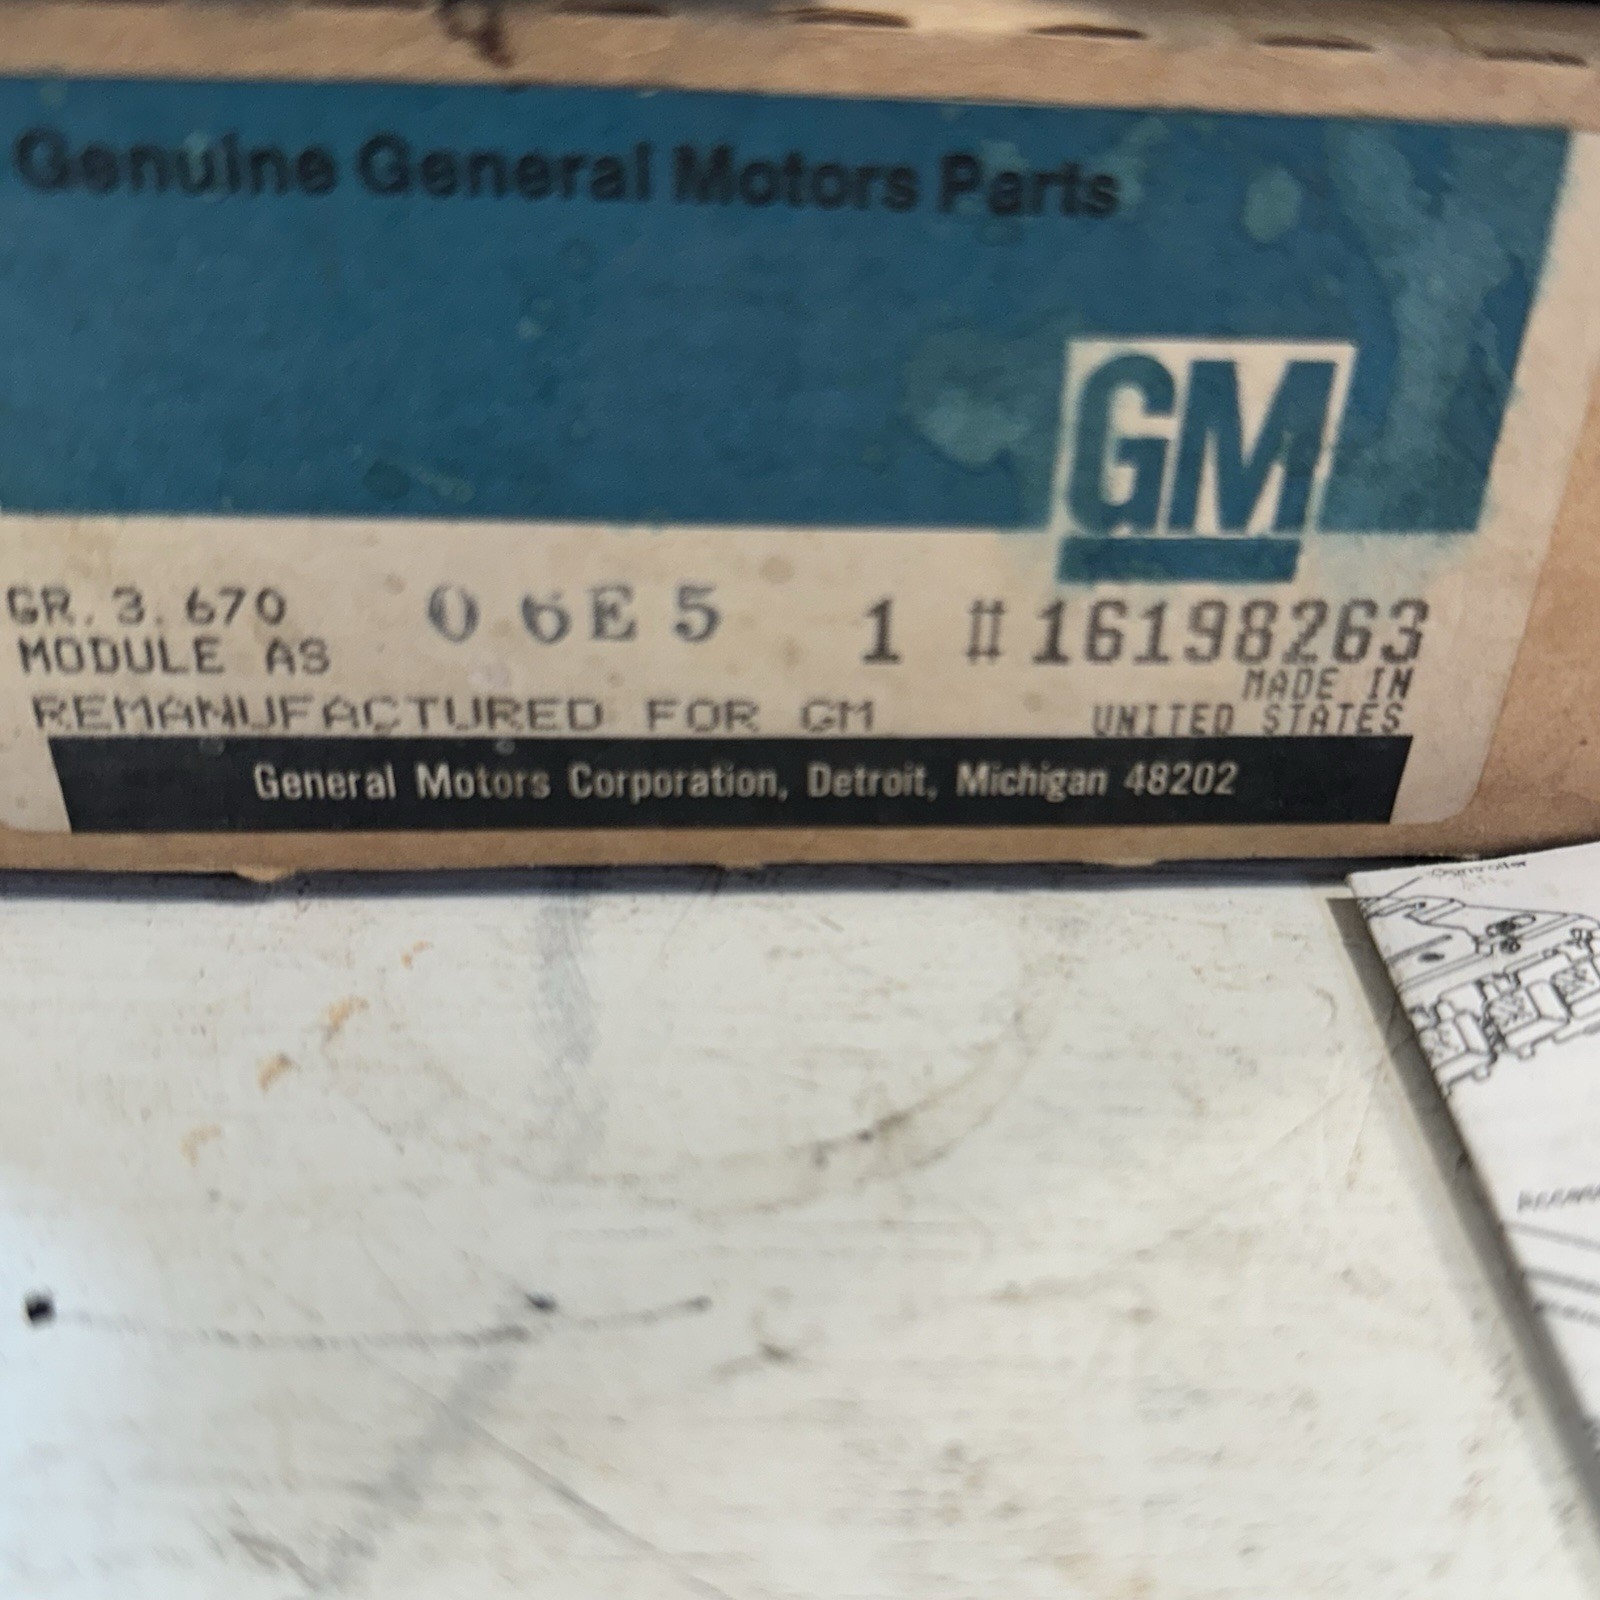 Genuine General Motors Parts
GM
GR. 3. 670 06E5 1 #16198263
MODULE AS
MADE IN
REMANUFACTURED FOR GM UNITED STATES
General Motors Corporation, Detroit, Michigan 48202
Controller